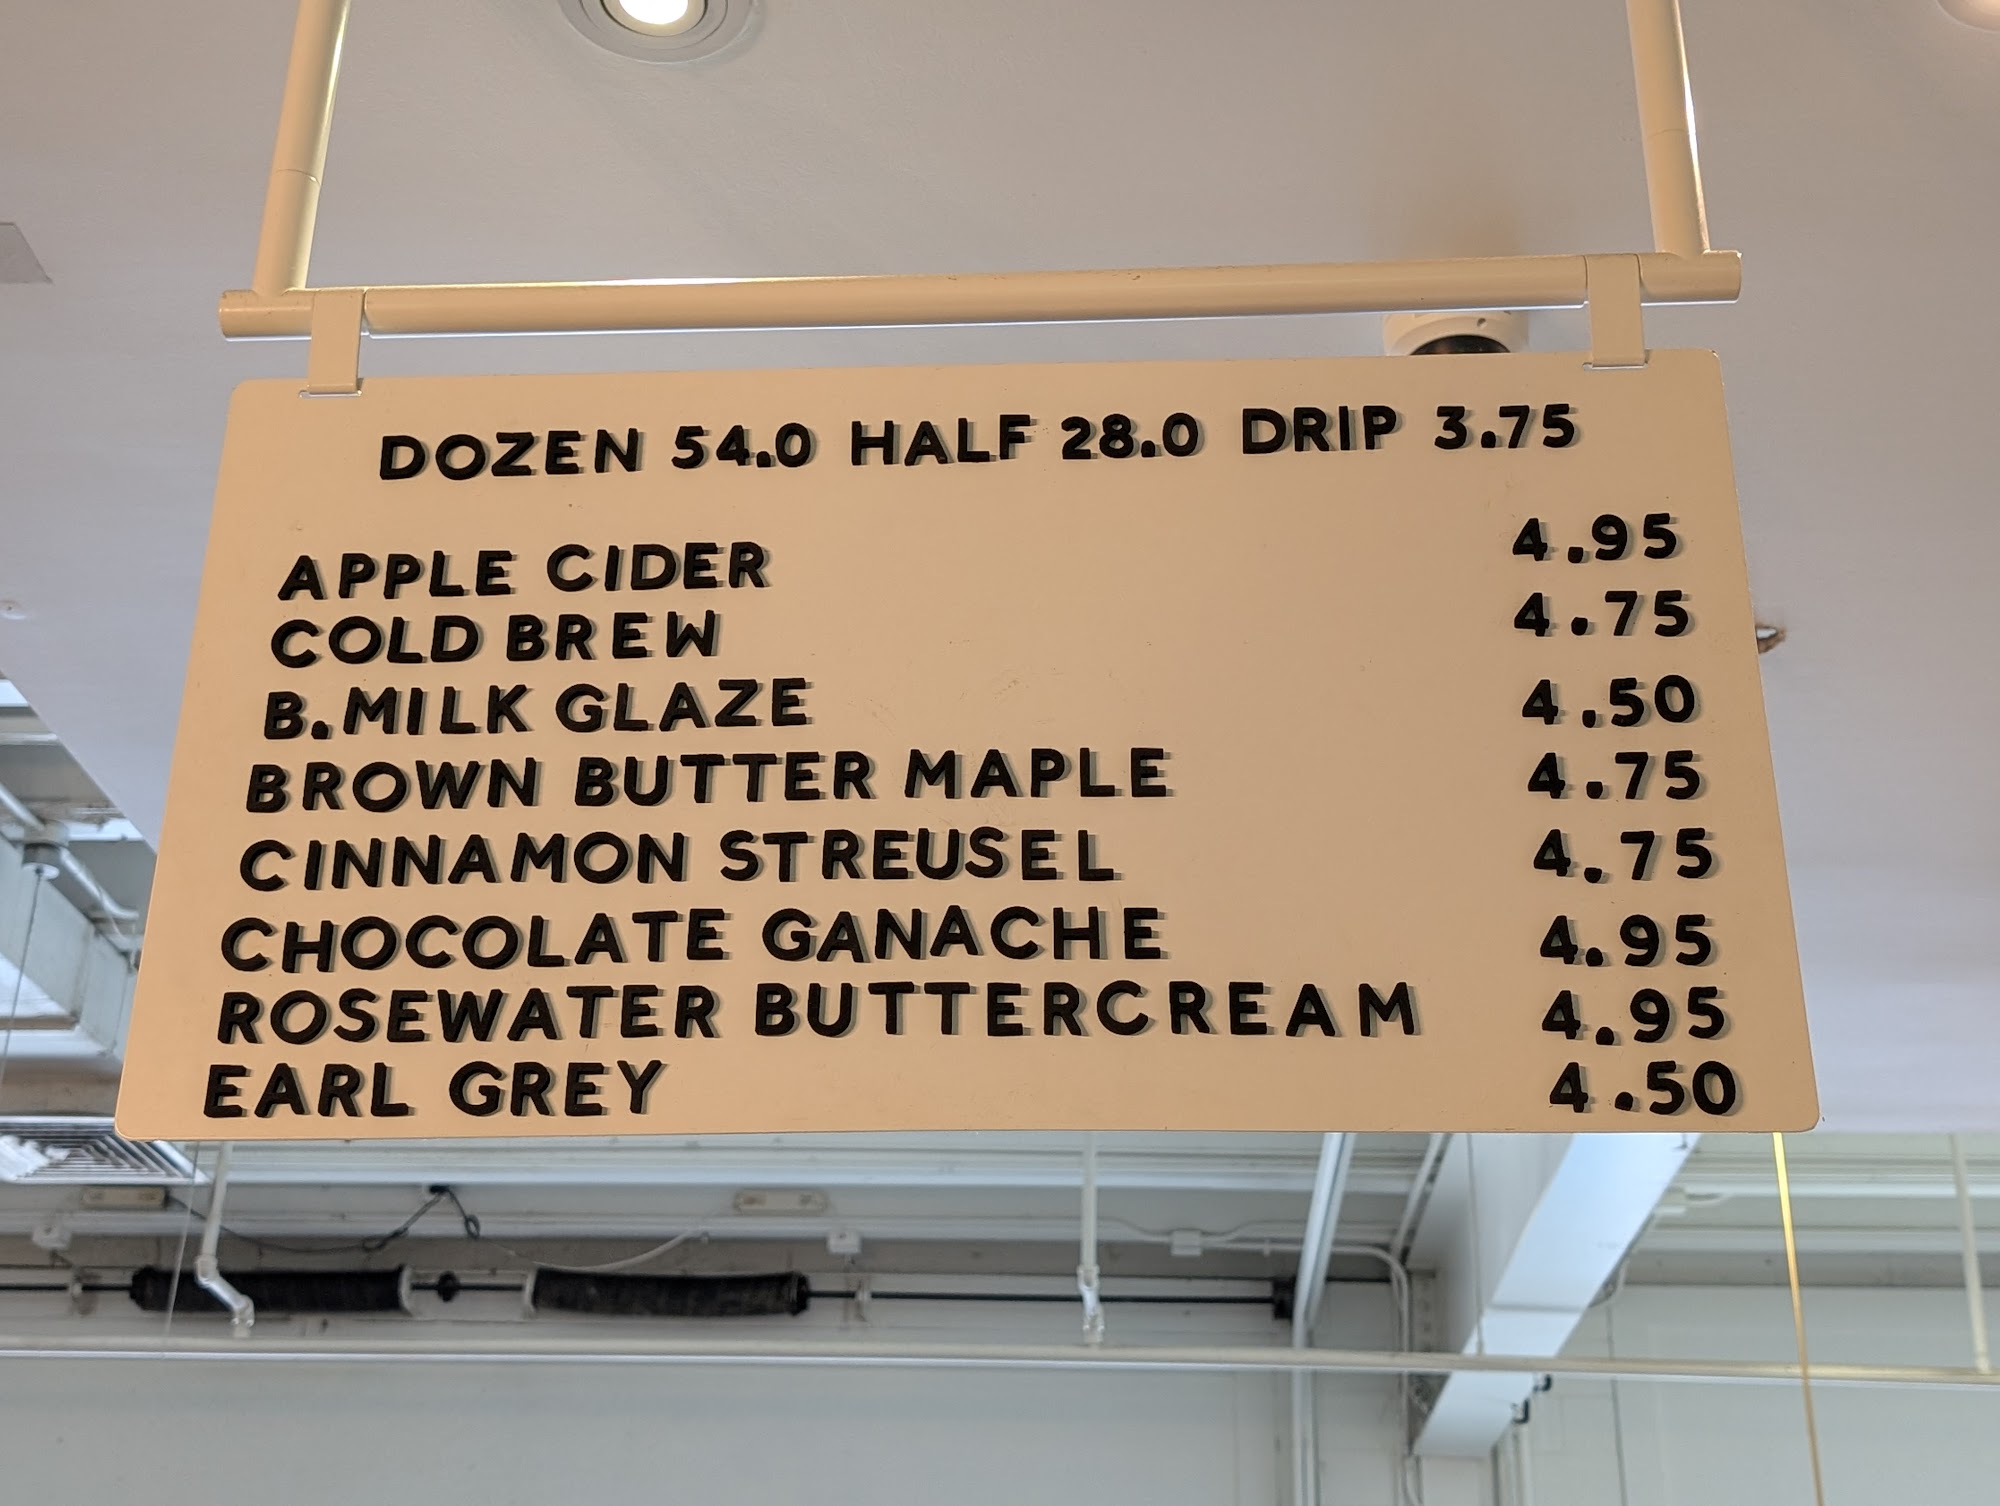 DOZEN 54.0 HALF 28.0 DRIP 3.75
APPLE CIDER 4.95
COLD BREW 4.75
B.MILK GLAZE 4.50
BROWN BUTTER MAPLE 4.75
CINNAMON STREUSEL 4.75
CHOCOLATE GANACHE 4.95
ROSEWATER BUTTERCREAM 4.95
EARL GREY 4.50